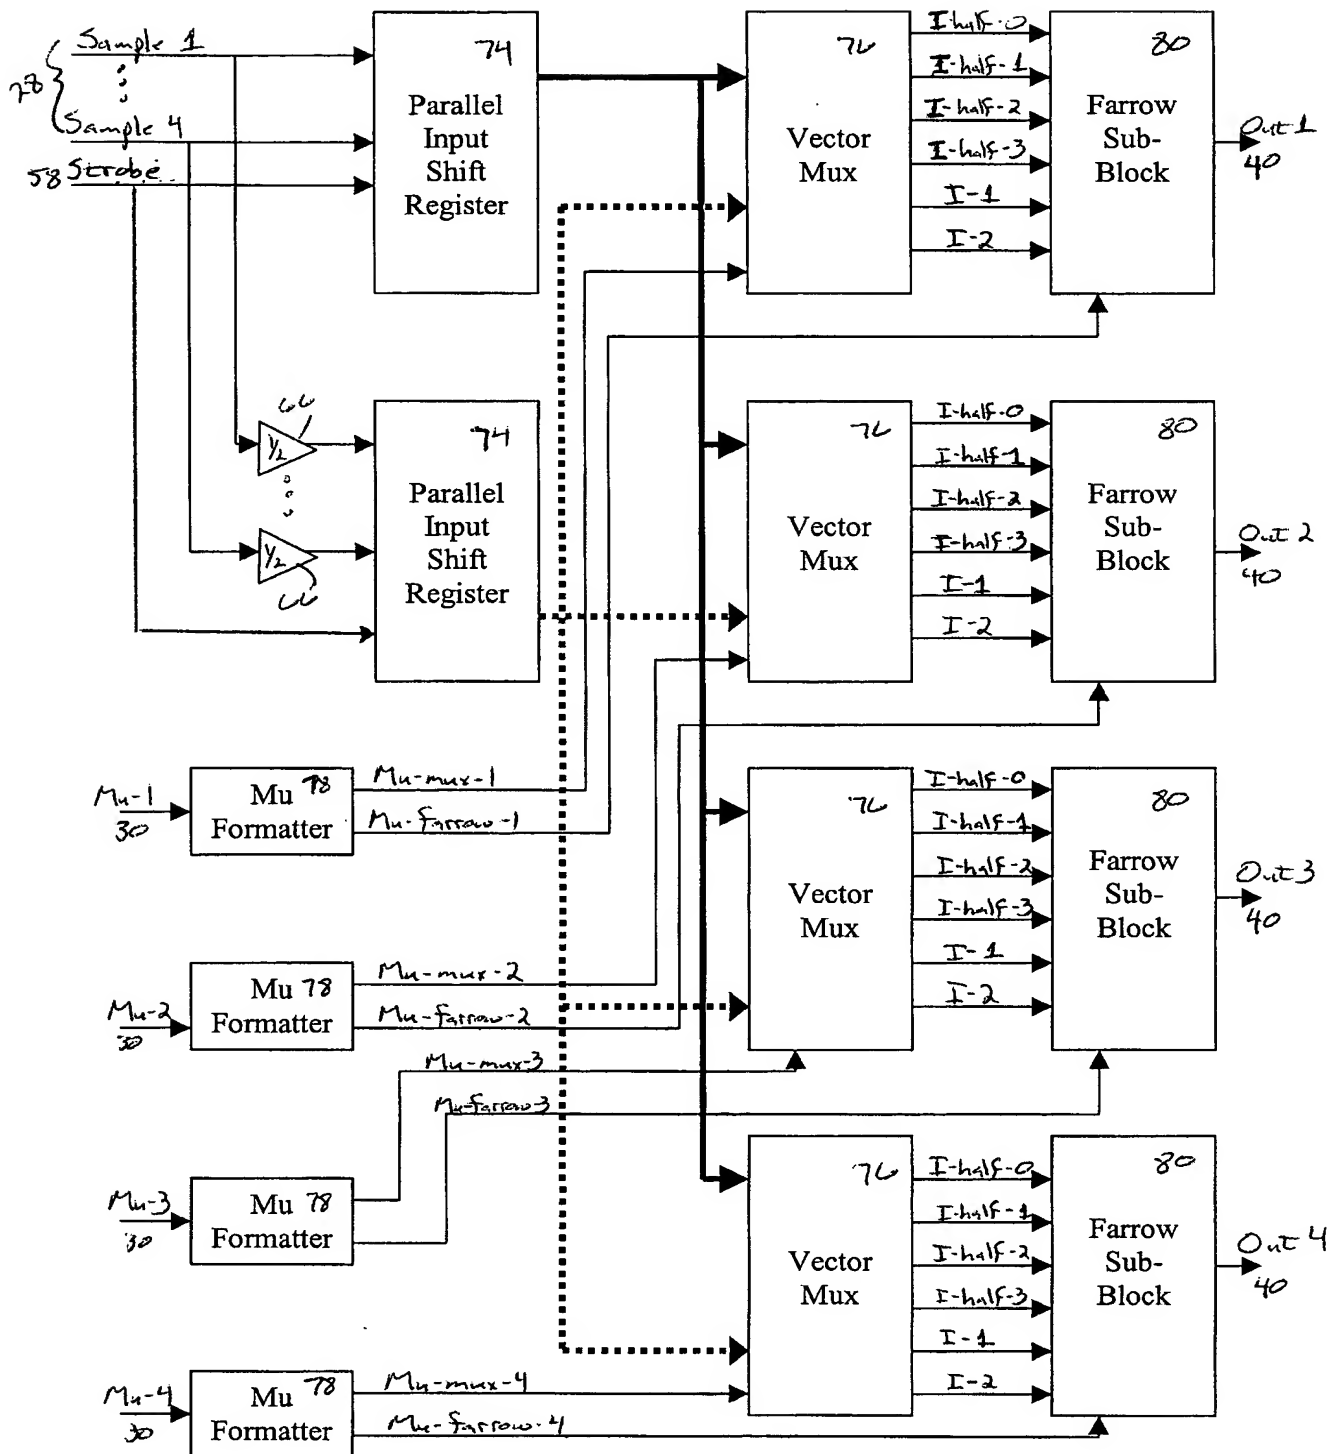 Sample 1
28
Sample 4
58 Strobe
74
Parallel
Input
Shift
Register
76
Vector
Mux
I-half-0
I-half-1
I-half-2
I-half-3
I-1
I-2
80
Farrow
Sub-
Block
Out 1
40
66
1/2
1/2
66
74
Parallel
Input
Shift
Register
76
Vector
Mux
I-half-0
I-half-1
I-half-2
I-half-3
I-1
I-2
80
Farrow
Sub-
Block
Out 2
40
Mu-1
30
Mu 78
Formatter
Mu-mux-1
Mu-farrow-1
76
Vector
Mux
I-half-0
I-half-1
I-half-2
I-half-3
I-1
I-2
80
Farrow
Sub-
Block
Out 3
40
Mu-2
30
Mu 78
Formatter
Mu-mux-2
Mu-farrow-2
Mu-mux-3
Mu-farrow-3
Mu-3
30
Mu 78
Formatter
76
Vector
Mux
I-half-0
I-half-1
I-half-2
I-half-3
I-1
I-2
80
Farrow
Sub-
Block
Out 4
40
Mu-4
30
Mu 78
Formatter
Mu-mux-4
Mu-farrow-4